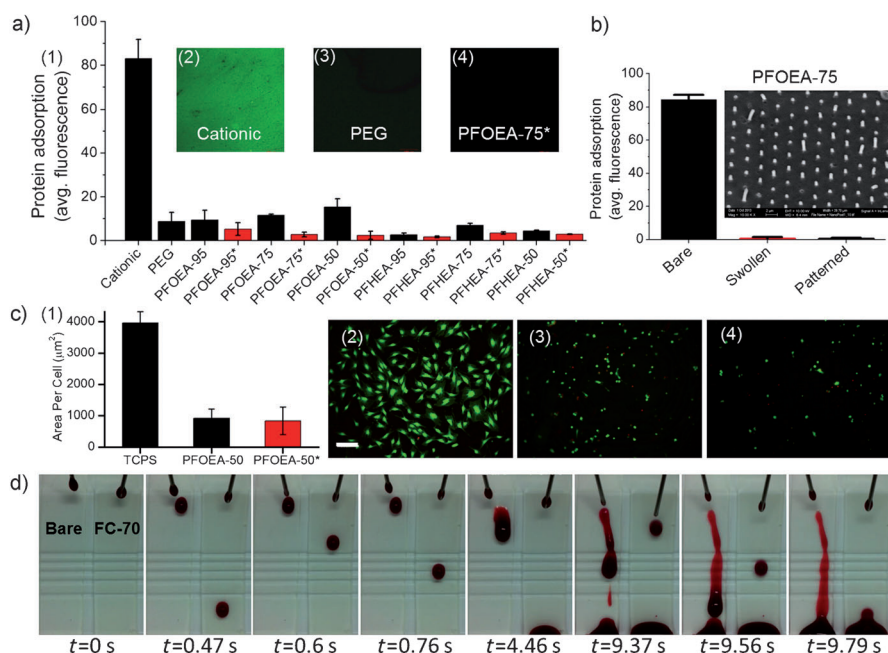 a)
(1)
(2)
(3)
(4)
Cationic
PEG
PFOEA-75*
Protein adsorption
(avg. fluorescence)
100
80
60
40
20
0
Cationic
PEG
PFOEA-95
PFOEA-95*
PFOEA-75
PFOEA-75*
PFOEA-50
PFOEA-50*
PFHEA-95
PFHEA-95*
PFHEA-75
PFHEA-75*
PFHEA-50
PFHEA-50*
b)
PFOEA-75
Protein adsorption
(avg. fluorescence)
100
80
60
40
20
0
Bare
Swollen
Patterned
c)
(1)
Area Per Cell (μm²)
4000
3000
2000
1000
0
TCPS
PFOEA-50
PFOEA-50*
(2)
(3)
(4)
d)
Bare
FC-70
t=0 s
t=0.47 s
t=0.6 s
t=0.76 s
t=4.46 s
t=9.37 s
t=9.56 s
t=9.79 s